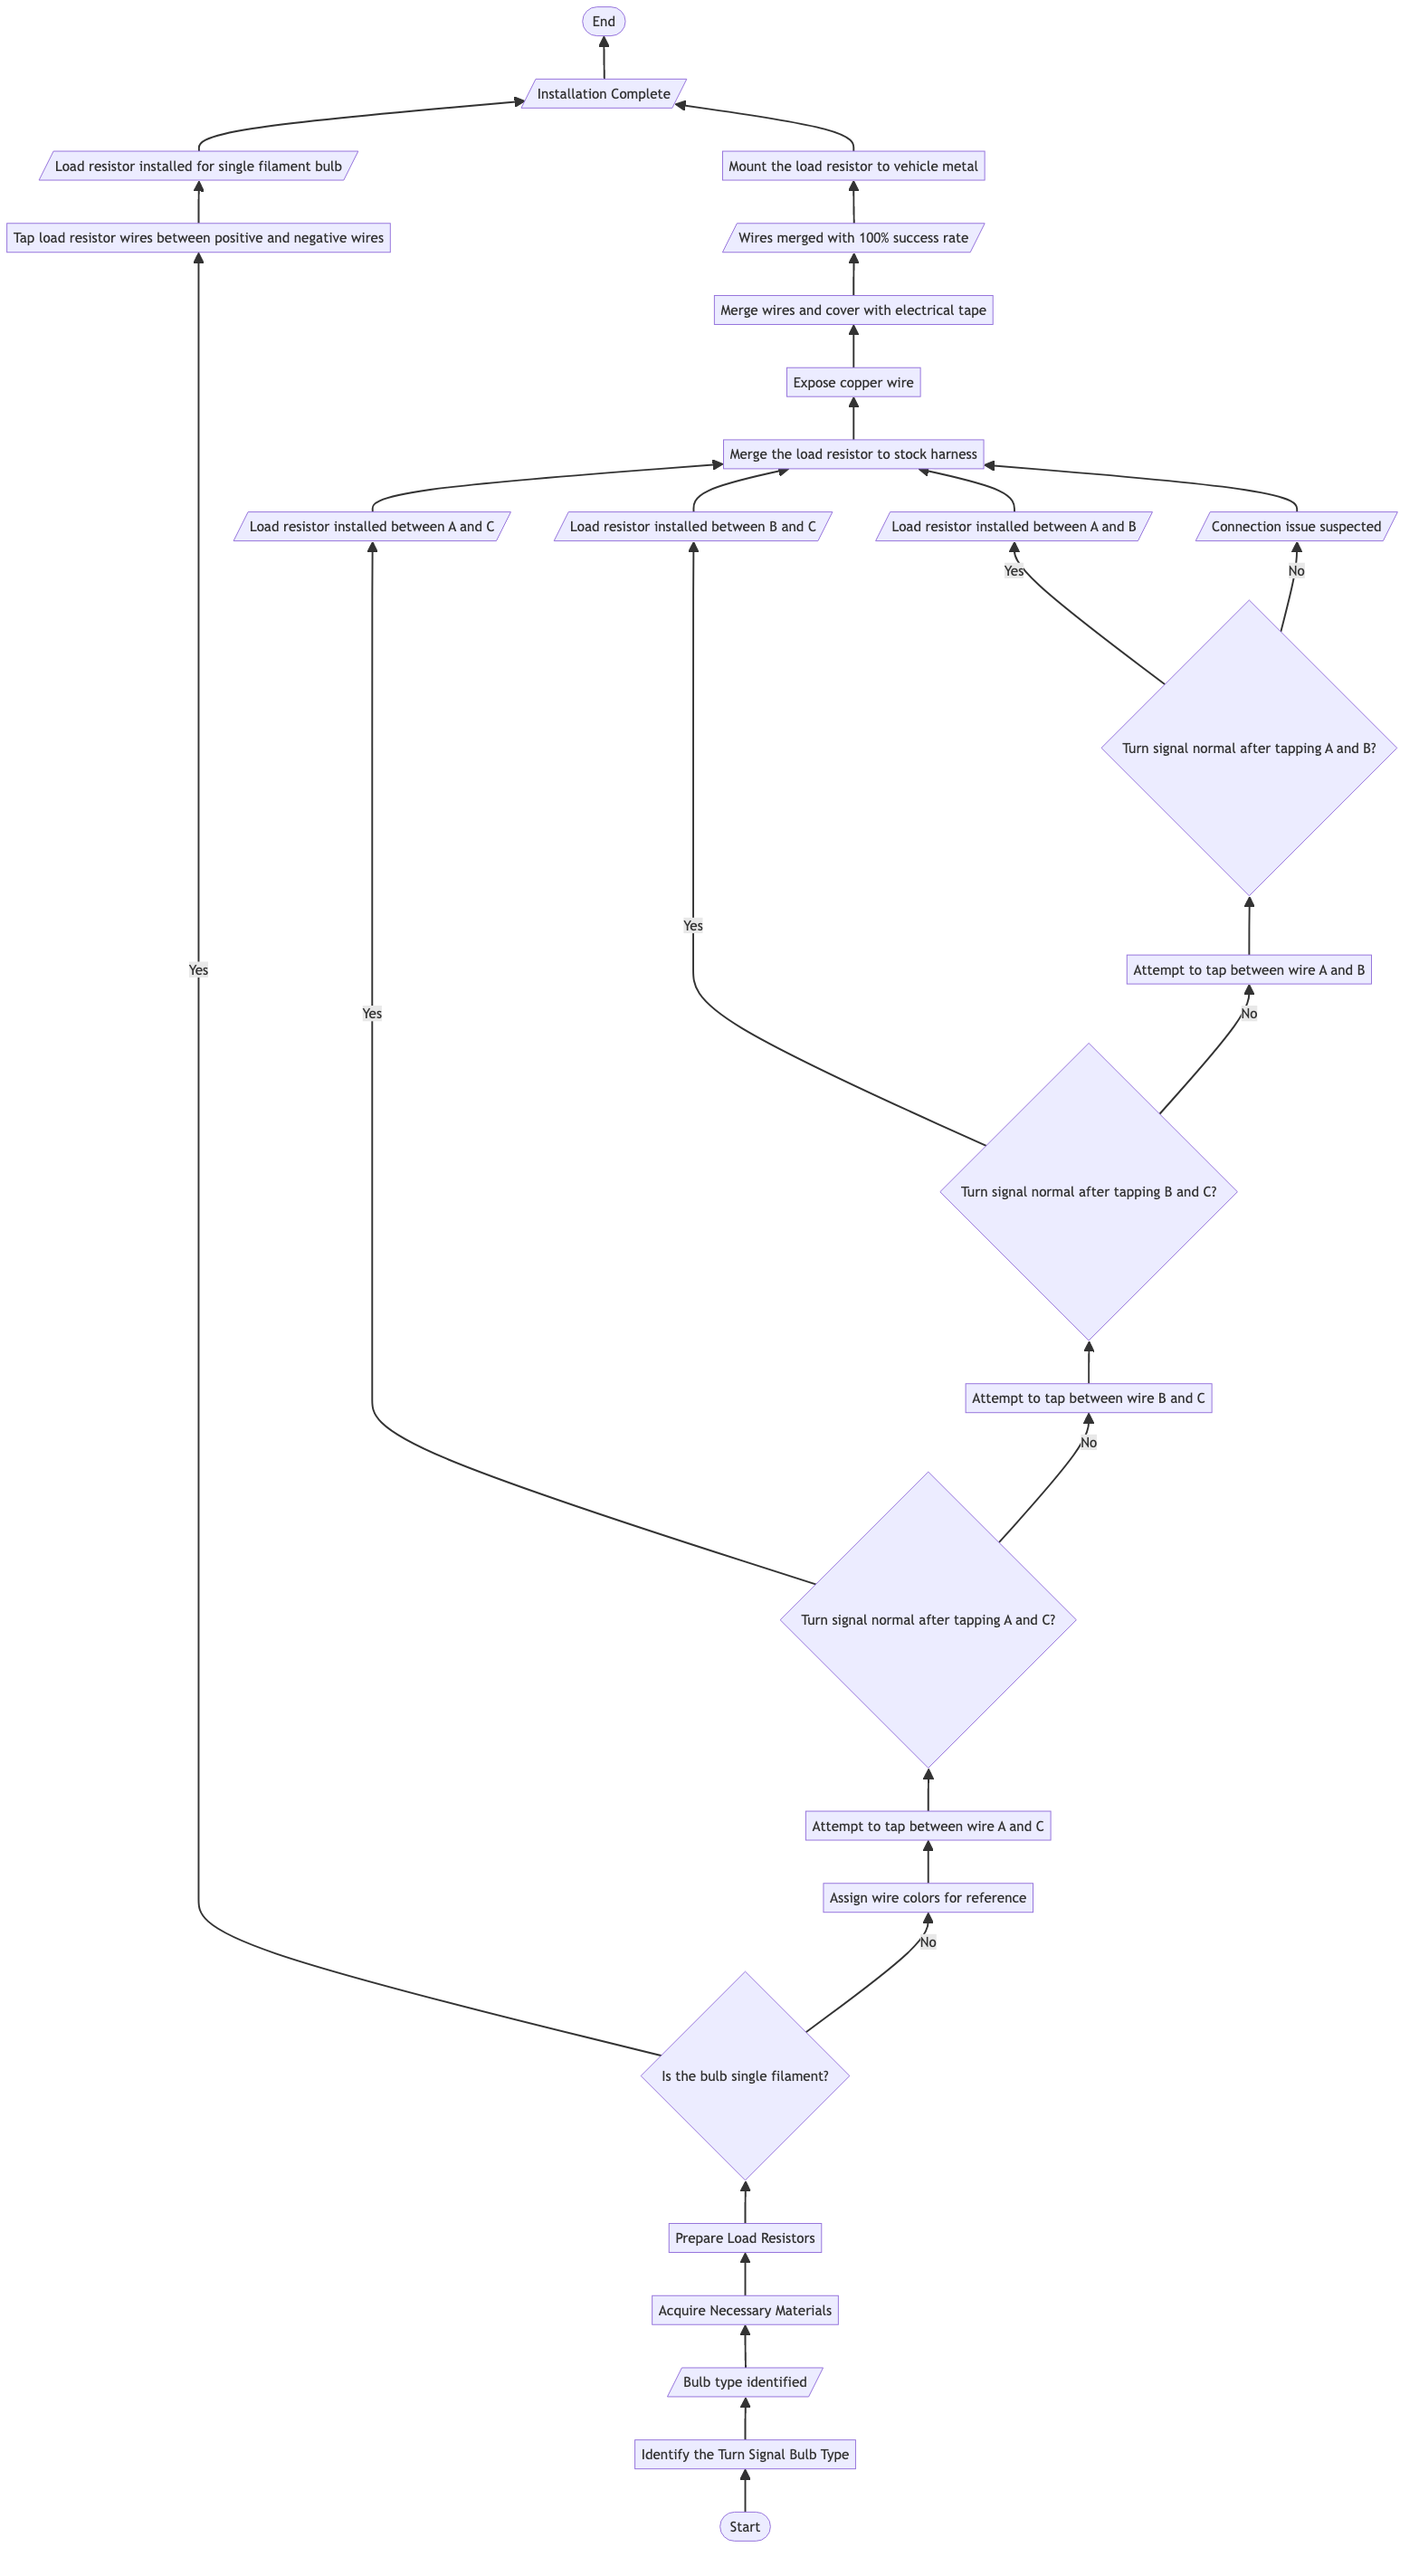 End
Installation Complete
Load resistor installed for single filament bulb
Mount the load resistor to vehicle metal
Tap load resistor wires between positive and negative wires
Wires merged with 100% success rate
Merge wires and cover with electrical tape
Expose copper wire
Merge the load resistor to stock harness
Load resistor installed between A and C
Load resistor installed between B and C
Load resistor installed between A and B
Connection issue suspected
Yes
No
Turn signal normal after tapping A and B?
Yes
Yes
Attempt to tap between wire A and B
Yes
No
Turn signal normal after tapping B and C?
Attempt to tap between wire B and C
No
Turn signal normal after tapping A and C?
Attempt to tap between wire A and C
Assign wire colors for reference
No
Is the bulb single filament?
Prepare Load Resistors
Acquire Necessary Materials
Bulb type identified
Identify the Turn Signal Bulb Type
Start